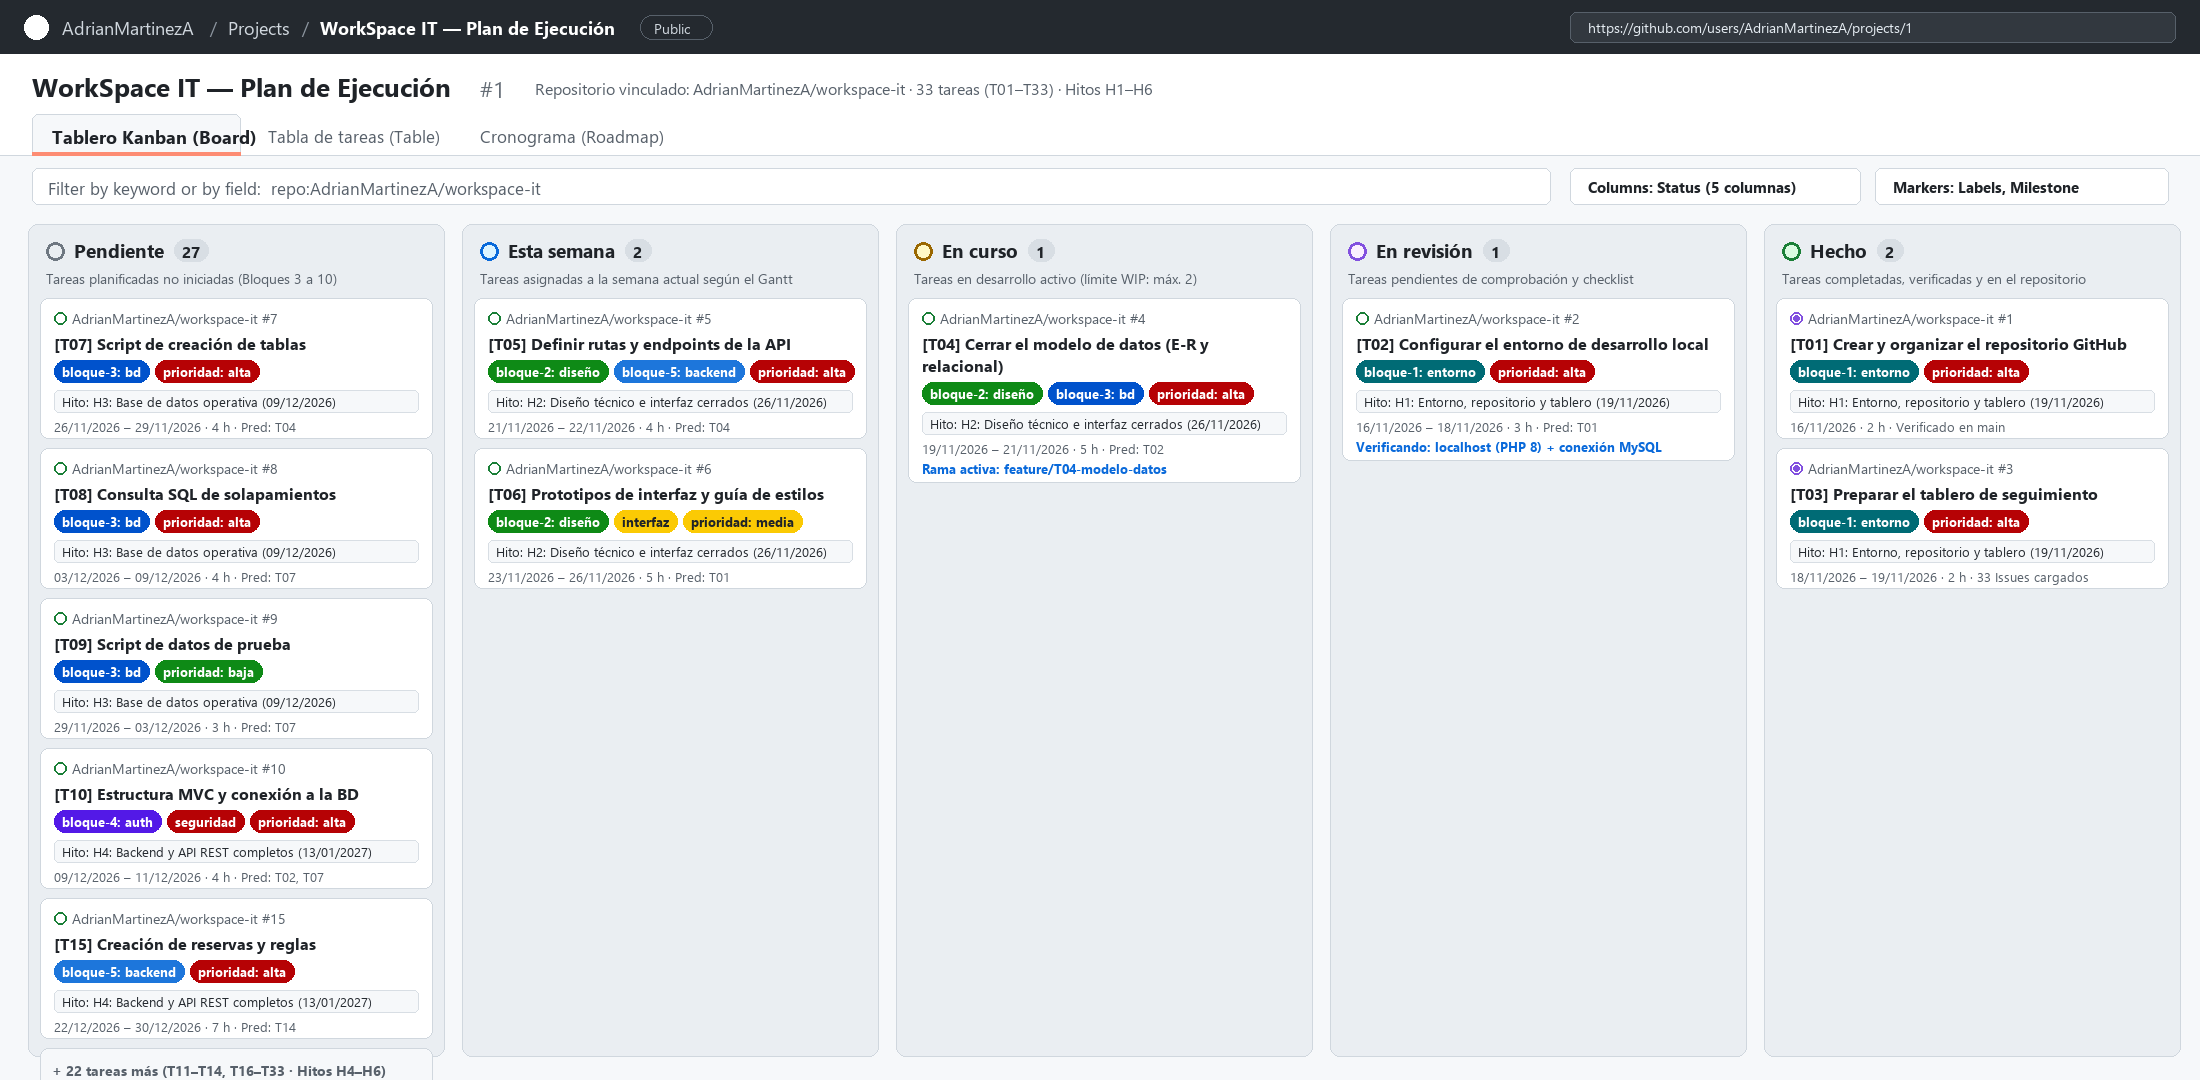 AdrianMartinezA / Projects / WorkSpace IT — Plan de Ejecución Public https://github.com/users/AdrianMartinezA/projects/1
WorkSpace IT — Plan de Ejecución #1 Repositorio vinculado: AdrianMartinezA/workspace-it · 33 tareas (T01–T33) · Hitos H1–H6
Tablero Kanban (Board) Tabla de tareas (Table) Cronograma (Roadmap)
Filter by keyword or by field: repo:AdrianMartinezA/workspace-it Columns: Status (5 columnas) Markers: Labels, Milestone
Pendiente 27
Tareas planificadas no iniciadas (Bloques 3 a 10)
AdrianMartinezA/workspace-it #7
[T07] Script de creación de tablas
bloque-3: bd prioridad: alta
Hito: H3: Base de datos operativa (09/12/2026)
26/11/2026 – 29/11/2026 · 4 h · Pred: T04
AdrianMartinezA/workspace-it #8
[T08] Consulta SQL de solapamientos
bloque-3: bd prioridad: alta
Hito: H3: Base de datos operativa (09/12/2026)
03/12/2026 – 09/12/2026 · 4 h · Pred: T07
AdrianMartinezA/workspace-it #9
[T09] Script de datos de prueba
bloque-3: bd prioridad: baja
Hito: H3: Base de datos operativa (09/12/2026)
29/11/2026 – 03/12/2026 · 3 h · Pred: T07
AdrianMartinezA/workspace-it #10
[T10] Estructura MVC y conexión a la BD
bloque-4: auth seguridad prioridad: alta
Hito: H4: Backend y API REST completos (13/01/2027)
09/12/2026 – 11/12/2026 · 4 h · Pred: T02, T07
AdrianMartinezA/workspace-it #15
[T15] Creación de reservas y reglas
bloque-5: backend prioridad: alta
Hito: H4: Backend y API REST completos (13/01/2027)
22/12/2026 – 30/12/2026 · 7 h · Pred: T14
+ 22 tareas más (T11–T14, T16–T33 · Hitos H4–H6)
Esta semana 2
Tareas asignadas a la semana actual según el Gantt
AdrianMartinezA/workspace-it #5
[T05] Definir rutas y endpoints de la API
bloque-2: diseño bloque-5: backend prioridad: alta
Hito: H2: Diseño técnico e interfaz cerrados (26/11/2026)
21/11/2026 – 22/11/2026 · 4 h · Pred: T04
AdrianMartinezA/workspace-it #6
[T06] Prototipos de interfaz y guía de estilos
bloque-2: diseño interfaz prioridad: media
Hito: H2: Diseño técnico e interfaz cerrados (26/11/2026)
23/11/2026 – 26/11/2026 · 5 h · Pred: T01
En curso 1
Tareas en desarrollo activo (límite WIP: máx. 2)
AdrianMartinezA/workspace-it #4
[T04] Cerrar el modelo de datos (E-R y
relacional)
bloque-2: diseño bloque-3: bd prioridad: alta
Hito: H2: Diseño técnico e interfaz cerrados (26/11/2026)
19/11/2026 – 21/11/2026 · 5 h · Pred: T02
Rama activa: feature/T04-modelo-datos
En revisión 1
Tareas pendientes de comprobación y checklist
AdrianMartinezA/workspace-it #2
[T02] Configurar el entorno de desarrollo local
bloque-1: entorno prioridad: alta
Hito: H1: Entorno, repositorio y tablero (19/11/2026)
16/11/2026 – 18/11/2026 · 3 h · Pred: T01
Verificando: localhost (PHP 8) + conexión MySQL
Hecho 2
Tareas completadas, verificadas y en el repositorio
AdrianMartinezA/workspace-it #1
[T01] Crear y organizar el repositorio GitHub
bloque-1: entorno prioridad: alta
Hito: H1: Entorno, repositorio y tablero (19/11/2026)
16/11/2026 · 2 h · Verificado en main
AdrianMartinezA/workspace-it #3
[T03] Preparar el tablero de seguimiento
bloque-1: entorno prioridad: alta
Hito: H1: Entorno, repositorio y tablero (19/11/2026)
18/11/2026 – 19/11/2026 · 2 h · 33 Issues cargados